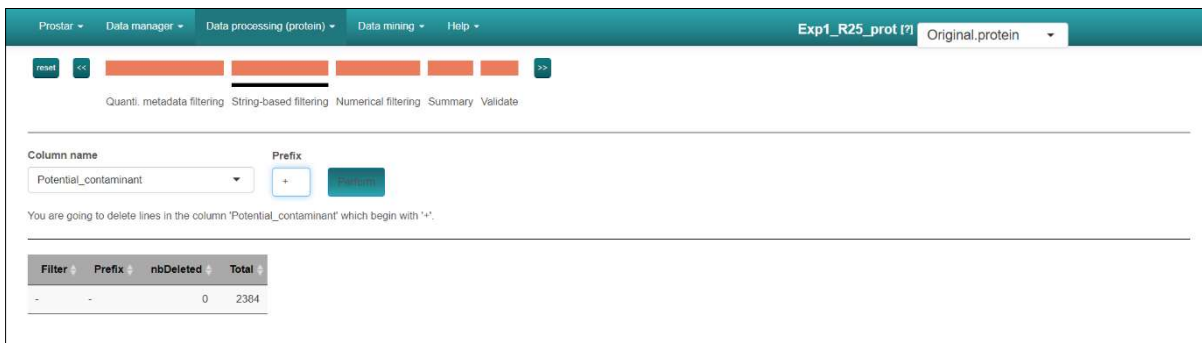 Prostar Data manager Data processing (protein) Data mining Help Exp1_R25_prot [?] Original.protein
reset << >>
Quanti. metadata filtering String-based filtering Numerical filtering Summary Validate
Column name Prefix
Potential_contaminant + Perform
You are going to delete lines in the column 'Potential_contaminant' which begin with '+'.
Filter Prefix nbDeleted Total
- - 0 2384